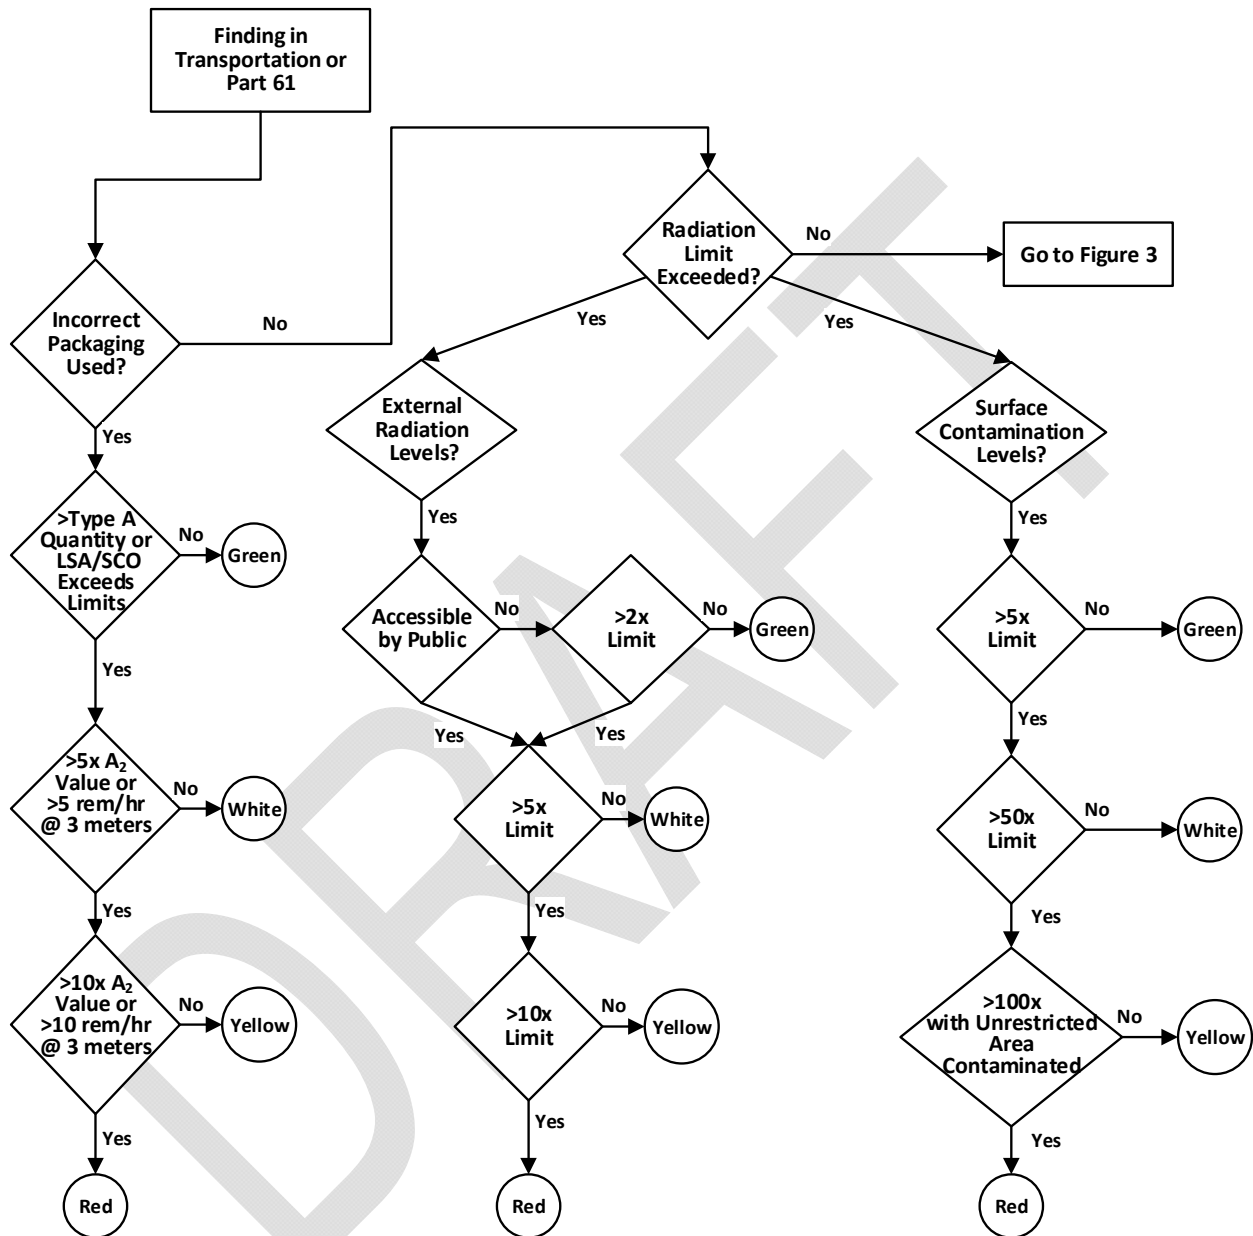 Finding in
Transportation or
Part 61
Incorrect
Packaging
Used?
No
Yes
>Type A
Quantity or
LSA/SCO
Exceeds
Limits
No
Green
Yes
>5x A₂
Value or
>5 rem/hr
@ 3 meters
No
White
Yes
>10x A₂
Value or
>10 rem/hr
@ 3 meters
No
Yellow
Yes
Red
Radiation
Limit
Exceeded?
No
Go to Figure 3
Yes
Yes
External
Radiation
Levels?
Yes
Accessible
by Public
No
>2x
Limit
No
Green
Yes
Yes
>5x
Limit
No
White
Yes
>10x
Limit
No
Yellow
Yes
Red
Surface
Contamination
Levels?
Yes
>5x
Limit
No
Green
Yes
>50x
Limit
No
White
Yes
>100x
with Unrestricted
Area
Contaminated
No
Yellow
Yes
Red
DRAFT